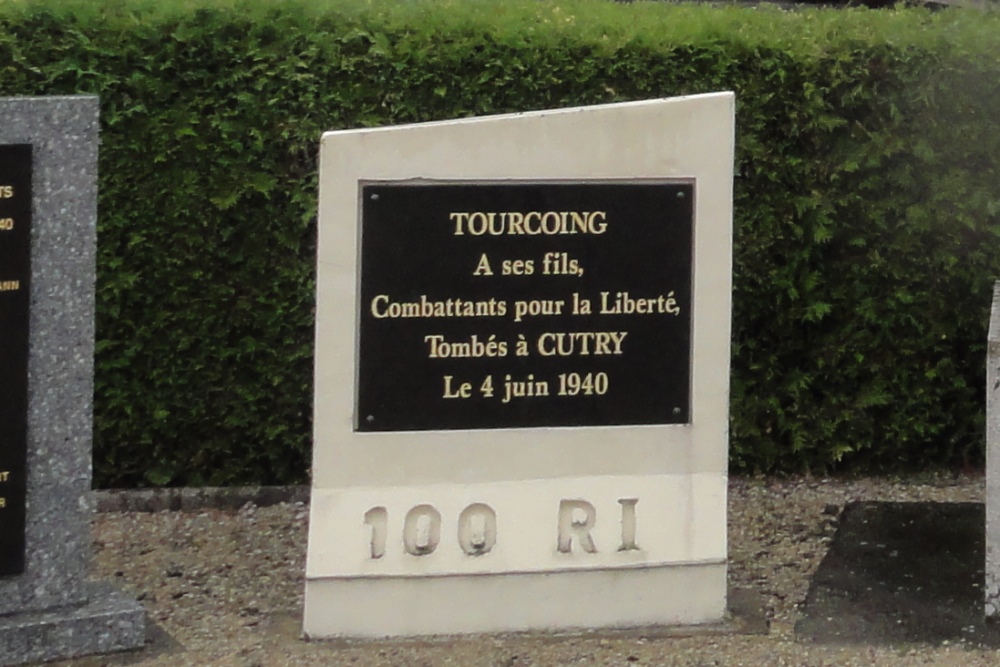 TOURCOING
A ses fils,
Combattants pour la Liberté,
Tombés à CUTRY
Le 4 juin 1940
100 RI